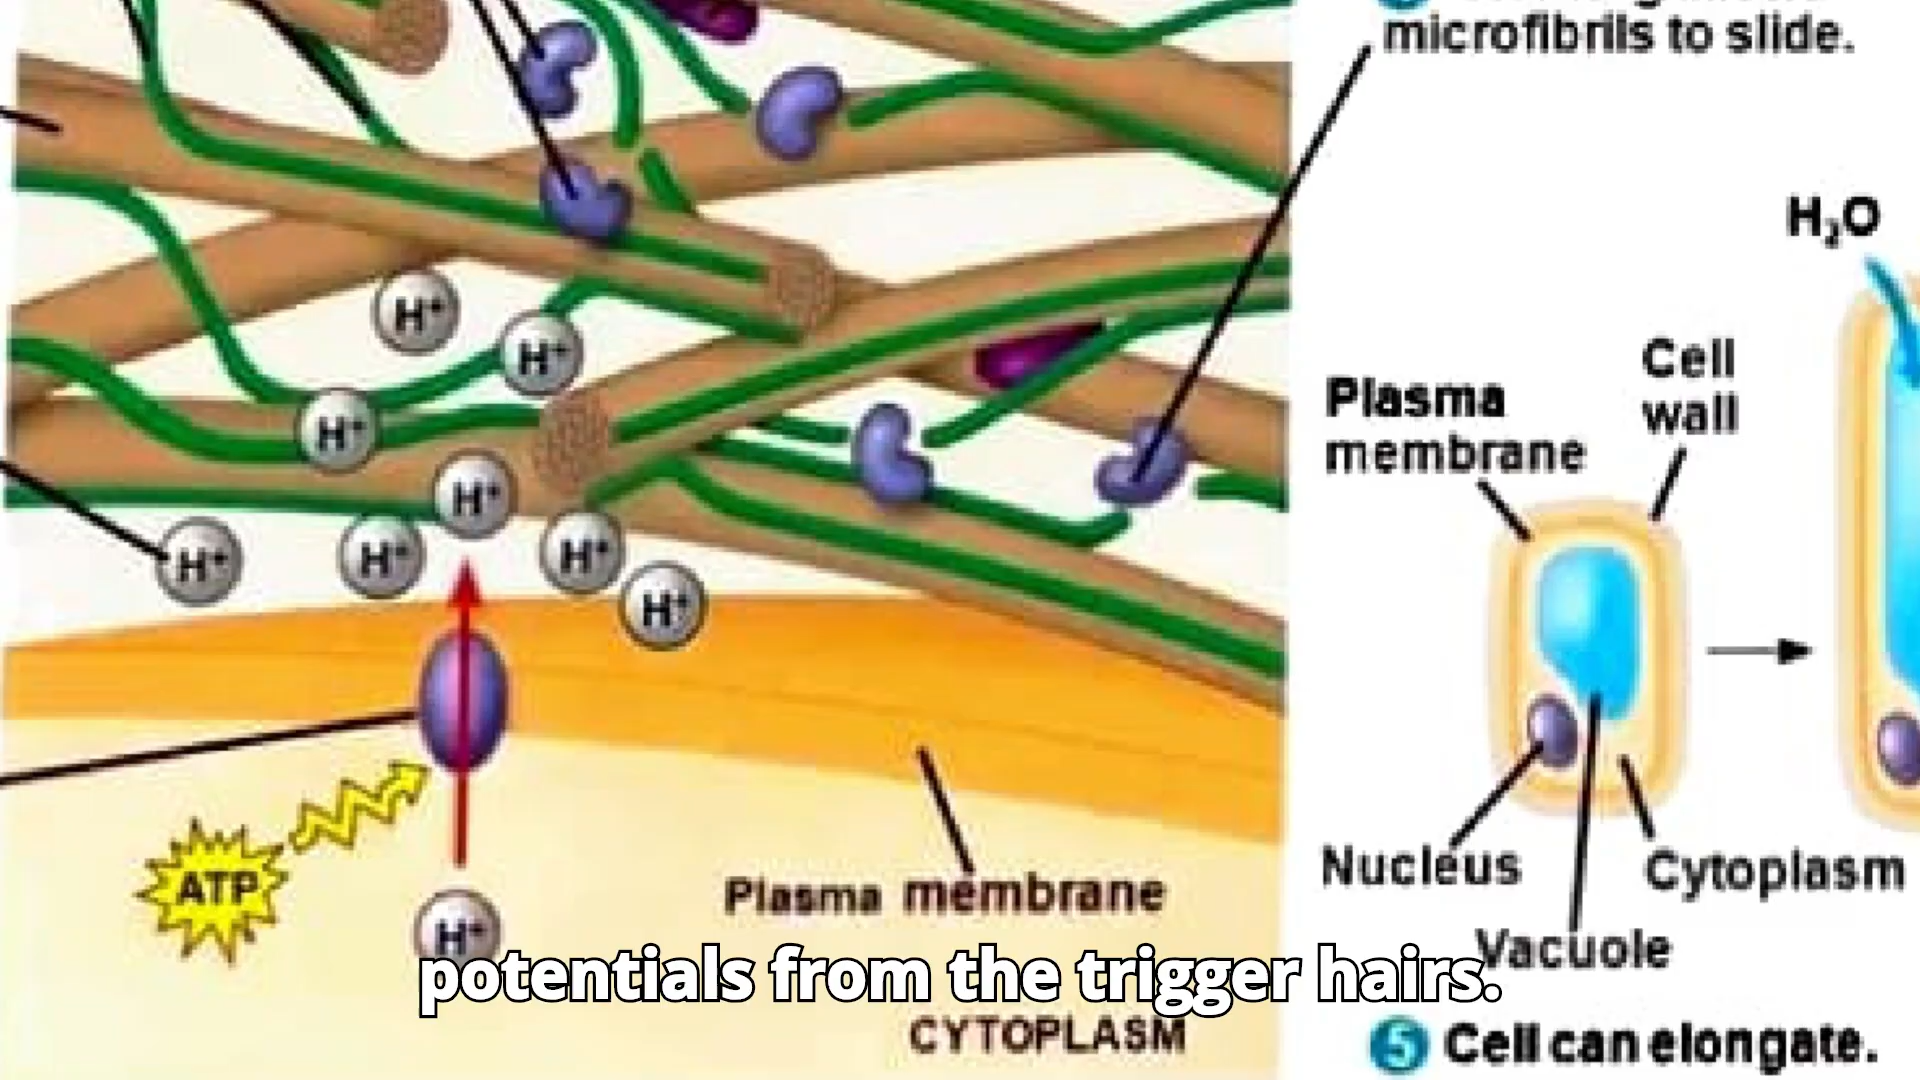 microfibrils to slide.
H₂O
Cell
wall
Plasma
membrane
H⁺
H⁺
H⁺
H⁺
H⁺
H⁺
H⁺
H⁺
ATP
H⁺
Plasma membrane
CYTOPLASM
Nucleus
Cytoplasm
Vacuole
potentials from the trigger hairs.
5 Cell can elongate.